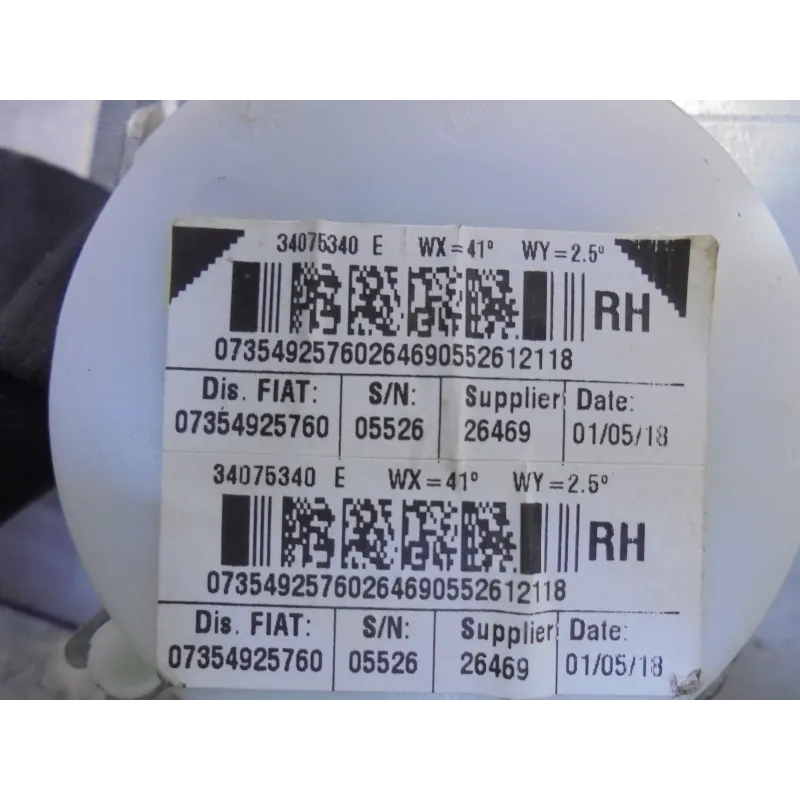 34075340 E WX=41° WY=2.5°
RH
07354925760264690552612118
Dis. FIAT: S/N: Supplier: Date:
07354925760 05526 26469 01/05/18
34075340 E WX=41° WY=2.5°
RH
07354925760264690552612118
Dis. FIAT: S/N: Supplier: Date:
07354925760 05526 26469 01/05/18